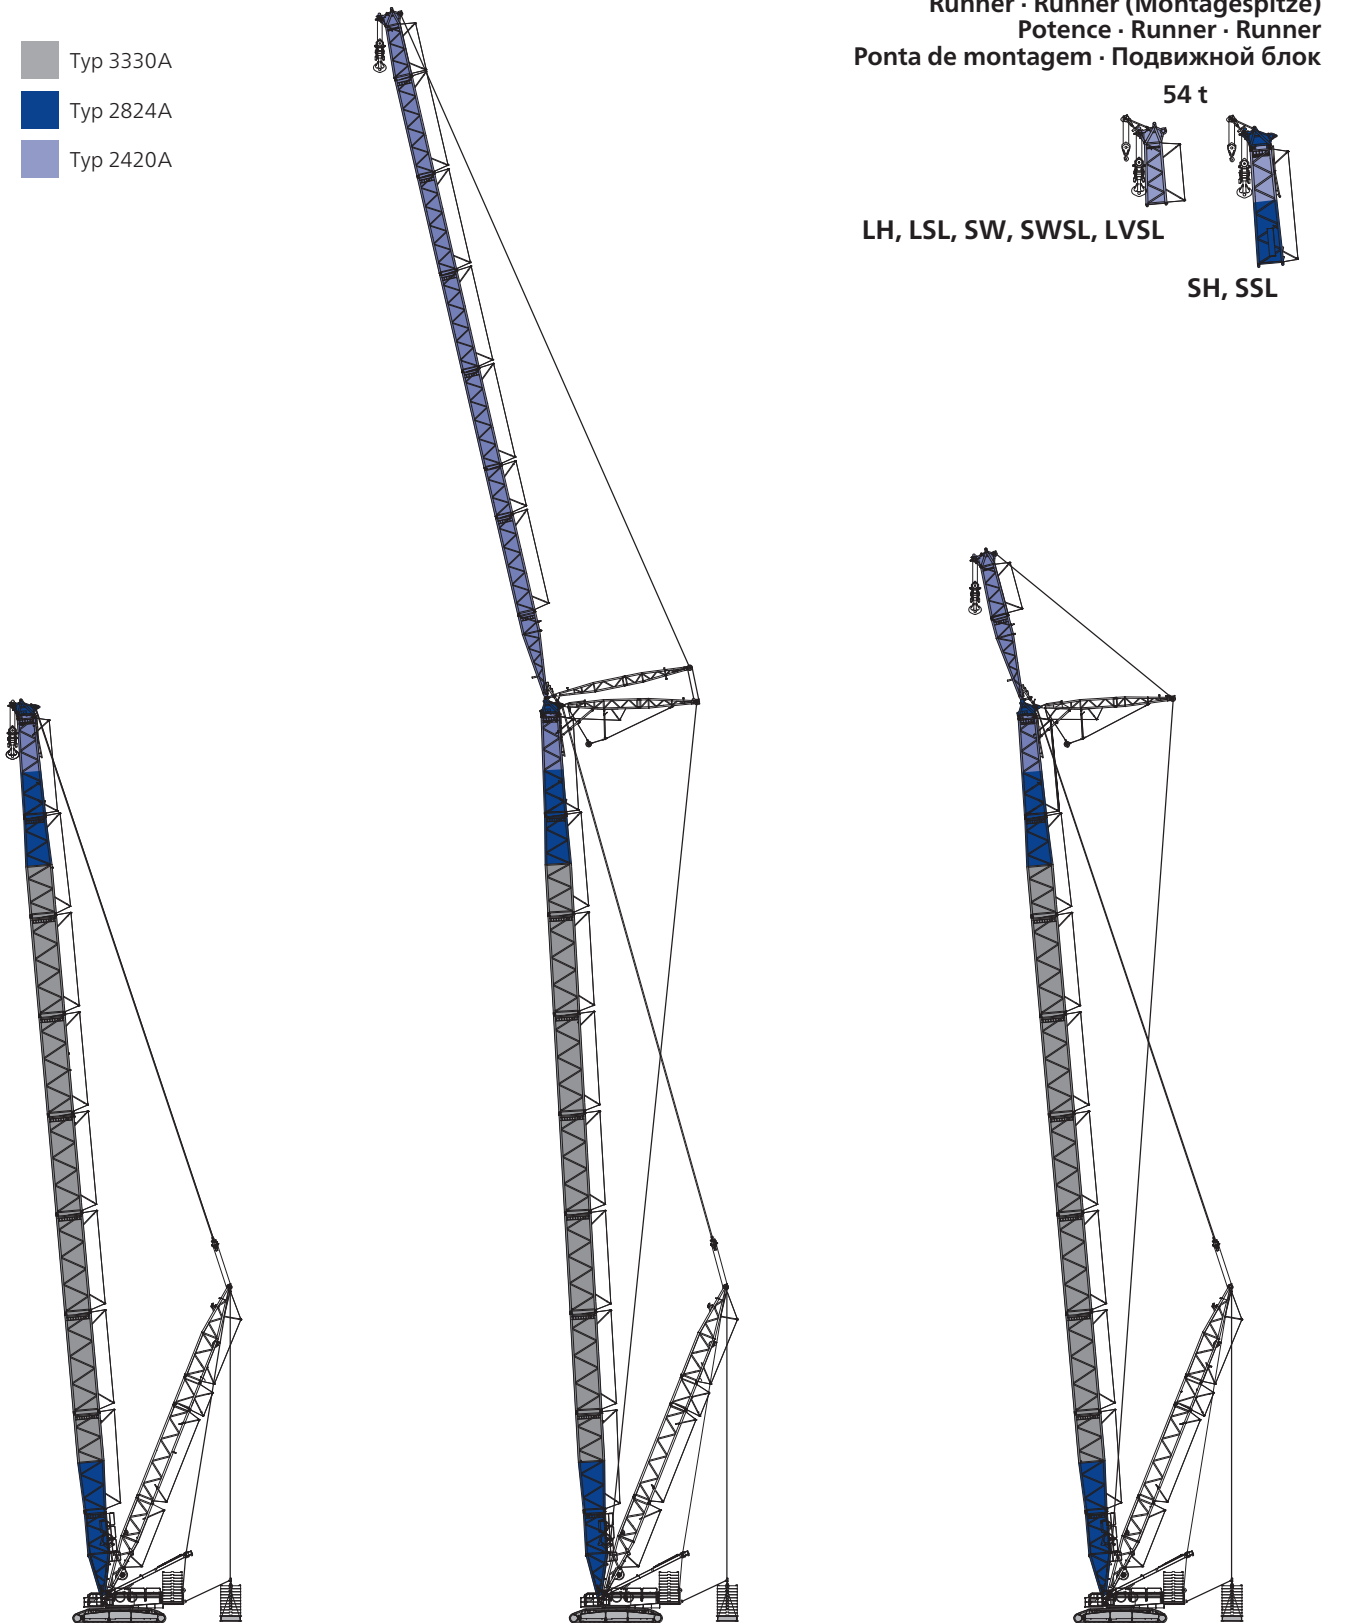 Runner · Runner (Montagespitze)
Potence · Runner · Runner
Ponta de montagem · Подвижной блок
Typ 3330A
Typ 2824A
Typ 2420A
54 t
LH, LSL, SW, SWSL, LVSL
SH, SSL